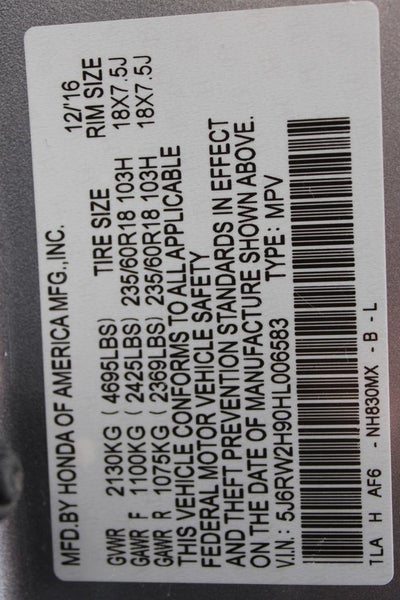 MFD.BY HONDA OF AMERICA MFG.,INC. 12/'16
GVWR 2130KG ( 4695LBS) TIRE SIZE RIM SIZE
GAWR F 1100KG ( 2425LBS) 235/60R18 103H 18X7.5J
GAWR R 1075KG ( 2369LBS) 235/60R18 103H 18X7.5J
THIS VEHICLE CONFORMS TO ALL APPLICABLE
FEDERAL MOTOR VEHICLE SAFETY
AND THEFT PREVENTION STANDARDS IN EFFECT
ON THE DATE OF MANUFACTURE SHOWN ABOVE.
V.I.N.: 5J6RW2H90HL006583 TYPE: MPV
TLA H AF6 - NH830MX - B - L